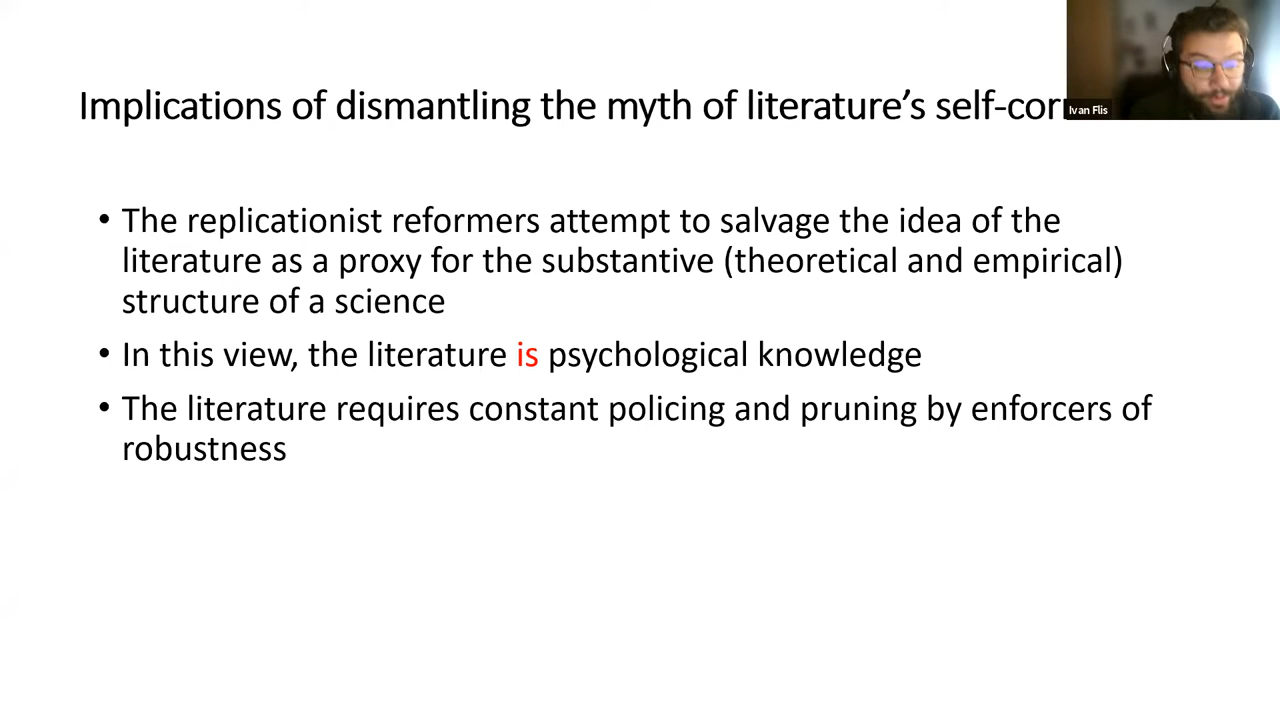 Implications of dismantling the myth of literature's self-cor
Ivan Flis
• The replicationist reformers attempt to salvage the idea of the
literature as a proxy for the substantive (theoretical and empirical)
structure of a science
• In this view, the literature is psychological knowledge
• The literature requires constant policing and pruning by enforcers of
robustness